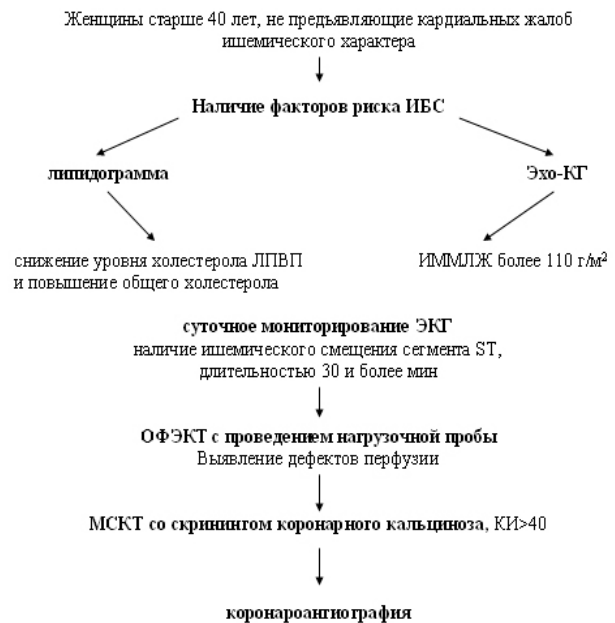 Женщины старше 40 лет, не предъявляющие кардиальных жалоб
ишемического характера
Наличие факторов риска ИБС
липидограмма
Эхо-КГ
снижение уровня холестерола ЛПВП
и повышение общего холестерола
ИММЛЖ более 110 г/м²
суточное мониторирование ЭКГ
наличие ишемического смещения сегмента ST,
длительностью 30 и более мин
ОФЭКТ с проведением нагрузочной пробы
Выявление дефектов перфузии
МСКТ со скринингом коронарного кальциноза, КИ>40
коронароангиография